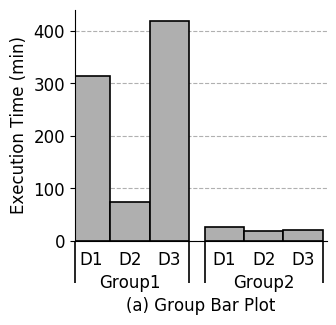 Execution Time (min)
400
300
200
100
0
D1 D2 D3 D1 D2 D3
Group1 Group2
(a) Group Bar Plot